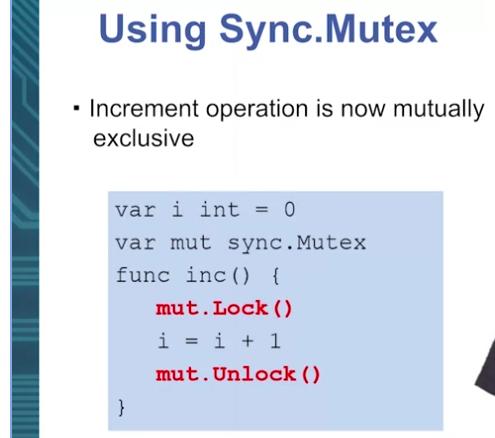 Using Sync.Mutex
▪ Increment operation is now mutually
exclusive
var i int = 0
var mut sync.Mutex
func inc() {
mut.Lock()
i = i + 1
mut.Unlock()
}